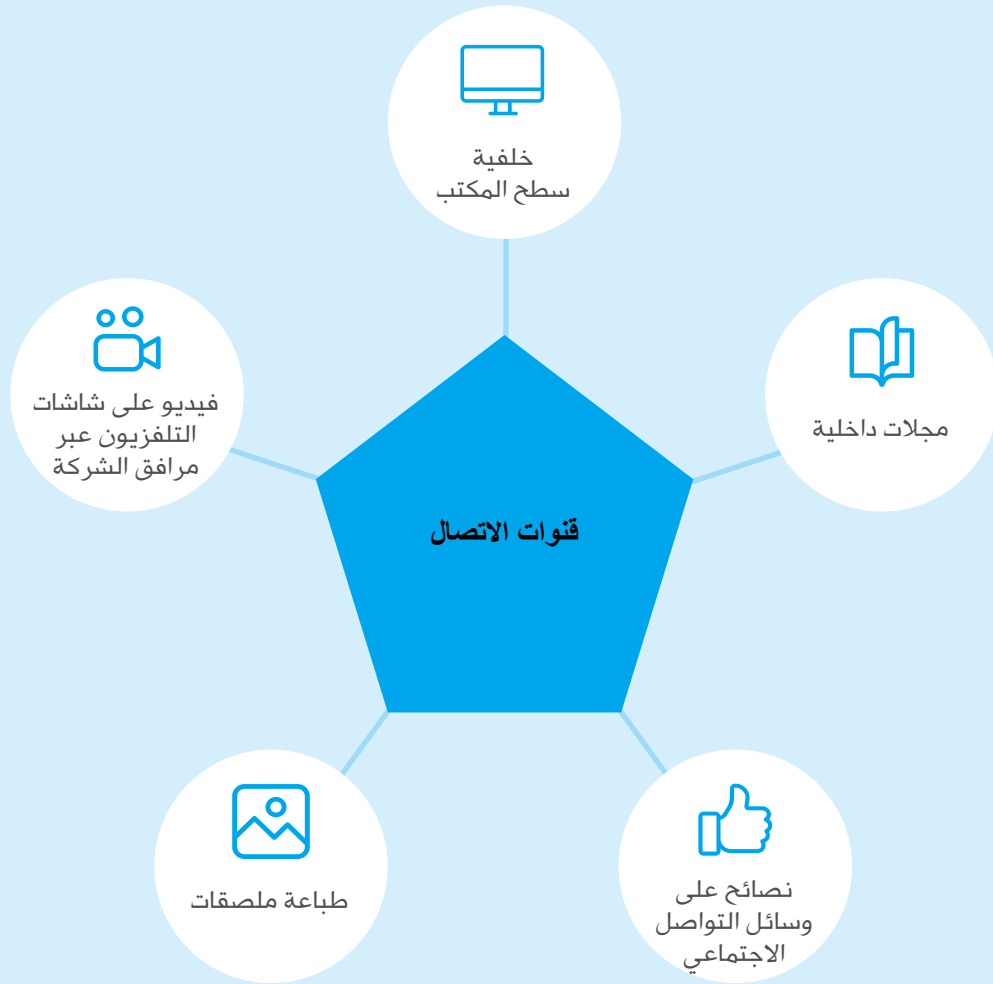 خلفية
سطح المكتب
مجلات داخلية
فيديو على شاشات
التلفزيون عبر
مرافق الشركة
قنوات الاتصال
نصائح على
وسائل التواصل
الاجتماعي
طباعة ملصقات